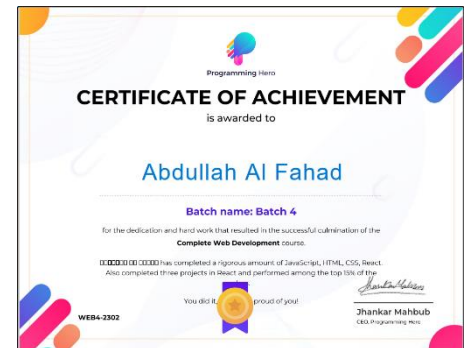 Programming Hero
CERTIFICATE OF ACHIEVEMENT
is awarded to
Abdullah Al Fahad
Batch name: Batch 4
for the dedication and hard work that resulted in the successful culmination of the
Complete Web Development course.
has completed a rigorous amount of JavaScript, HTML, CSS, React.
Also completed three projects in React and performed among the top 15% of the
You did it, proud of you!
Jhankar Mahbub
CEO, Programming Hero
WEB4-2302